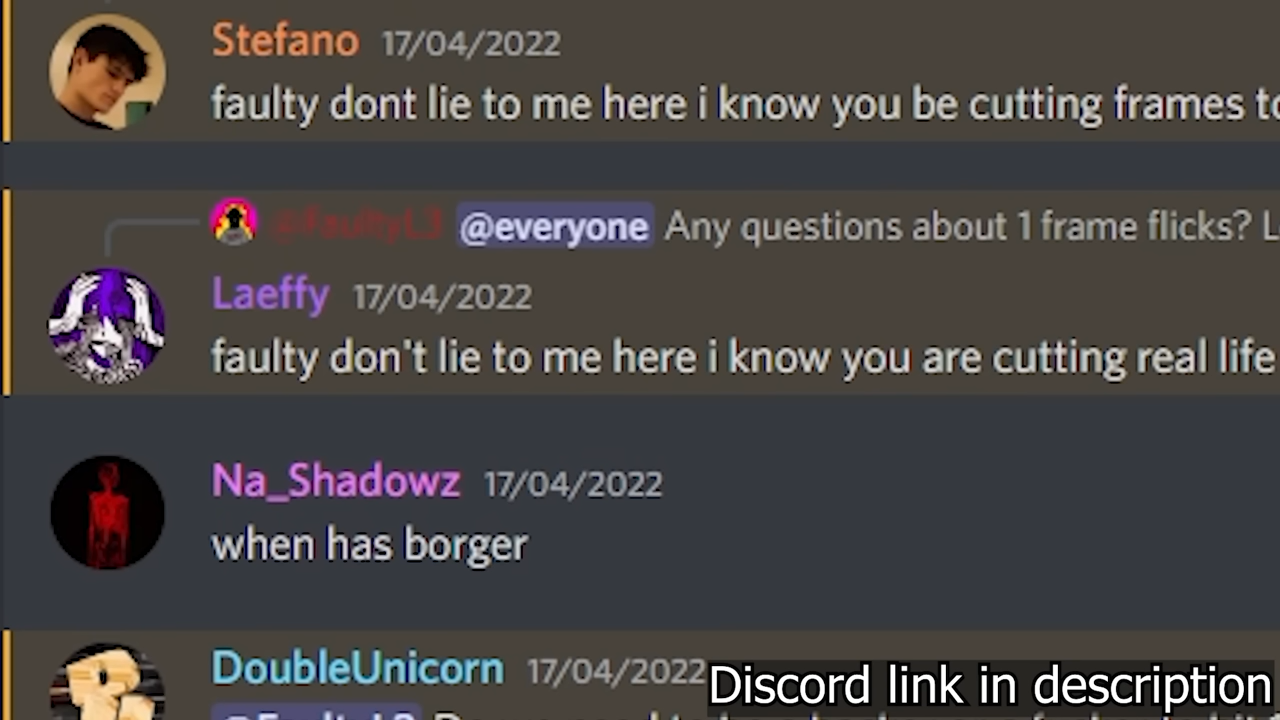 Stefano 17/04/2022
faulty dont lie to me here i know you be cutting frames to
@FaultyL3 @everyone Any questions about 1 frame flicks? L
Laeffy 17/04/2022
faulty don't lie to me here i know you are cutting real life
Na_Shadowz 17/04/2022
when has borger
DoubleUnicorn 17/04/2022
Discord link in description